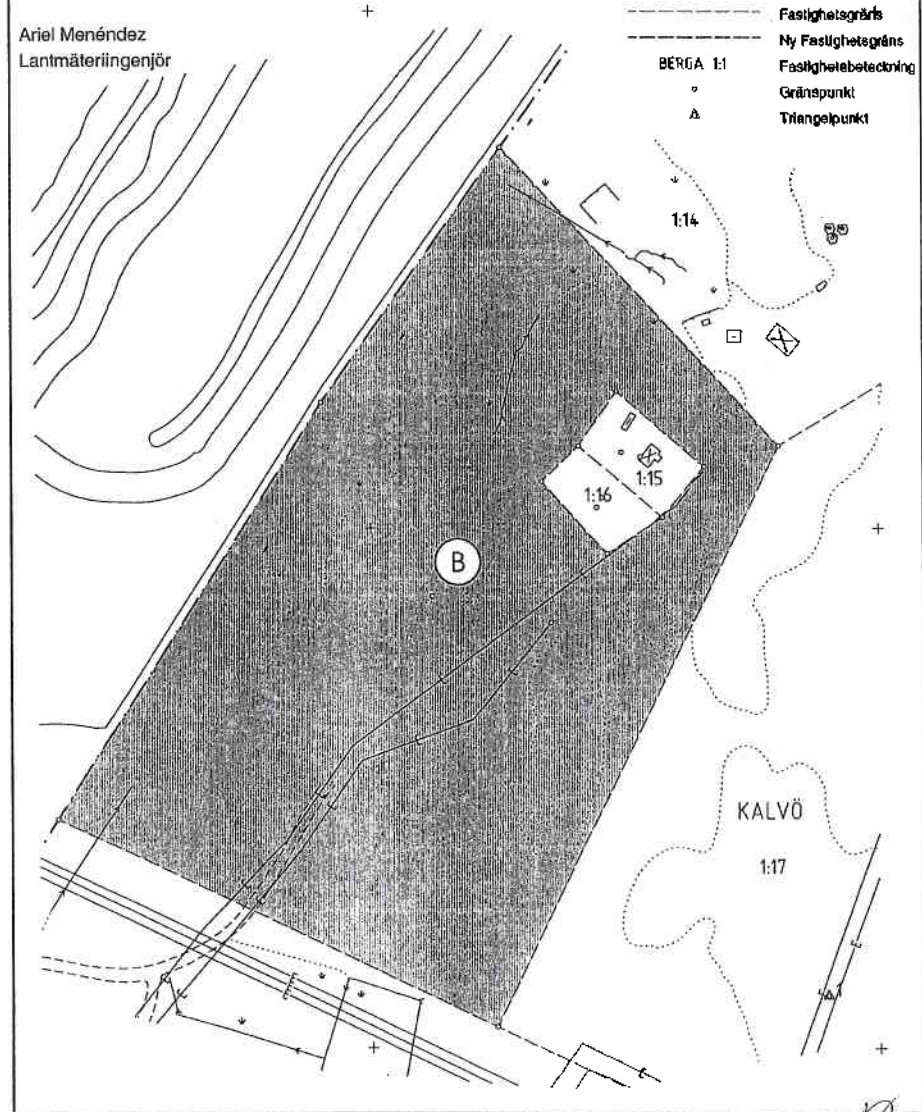 Ariel Menéndez
Lantmäteriingenjör
Fastighetsgräns
Ny Fastighetsgräns
BERGA 1:1 Fastighetsbeteckning
Gränspunkt
Triangelpunkt
1:14
1:15
1:16
B
KALVÖ
1:17